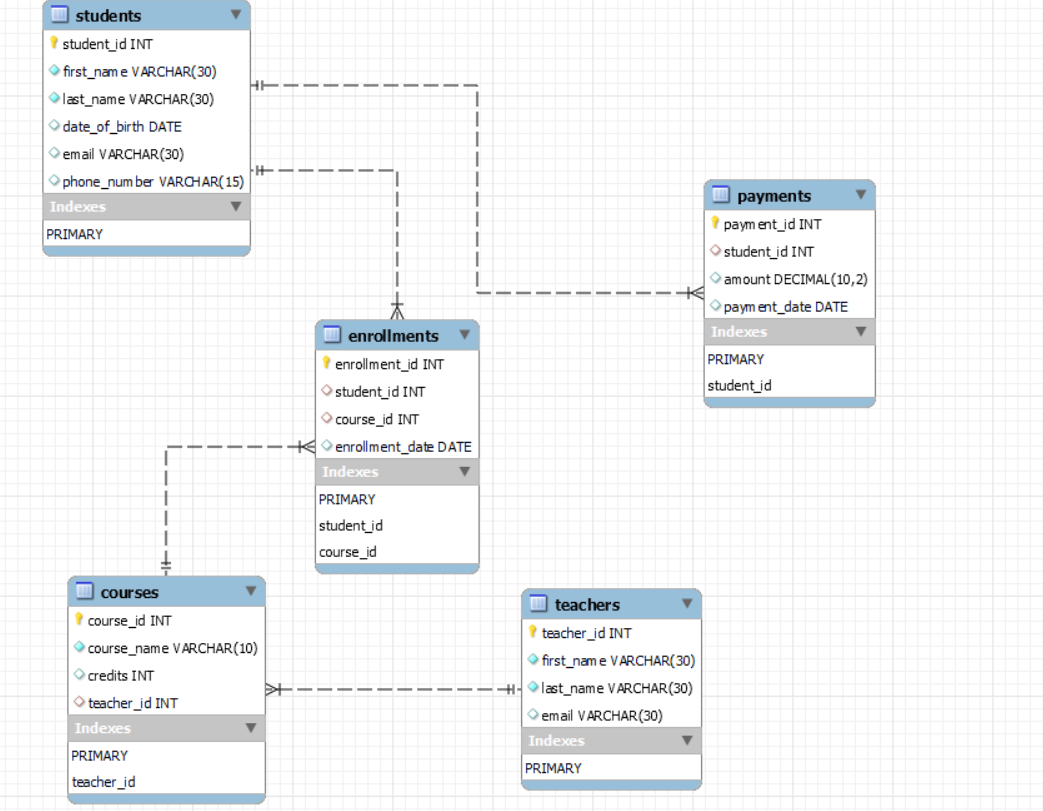 students
student_id INT
first_name VARCHAR(30)
last_name VARCHAR(30)
date_of_birth DATE
email VARCHAR(30)
phone_number VARCHAR(15)
Indexes
PRIMARY
payments
payment_id INT
student_id INT
amount DECIMAL(10,2)
payment_date DATE
Indexes
PRIMARY
student_id
enrollments
enrollment_id INT
student_id INT
course_id INT
enrollment_date DATE
Indexes
PRIMARY
student_id
course_id
courses
course_id INT
course_name VARCHAR(10)
credits INT
teacher_id INT
Indexes
PRIMARY
teacher_id
teachers
teacher_id INT
first_name VARCHAR(30)
last_name VARCHAR(30)
email VARCHAR(30)
Indexes
PRIMARY